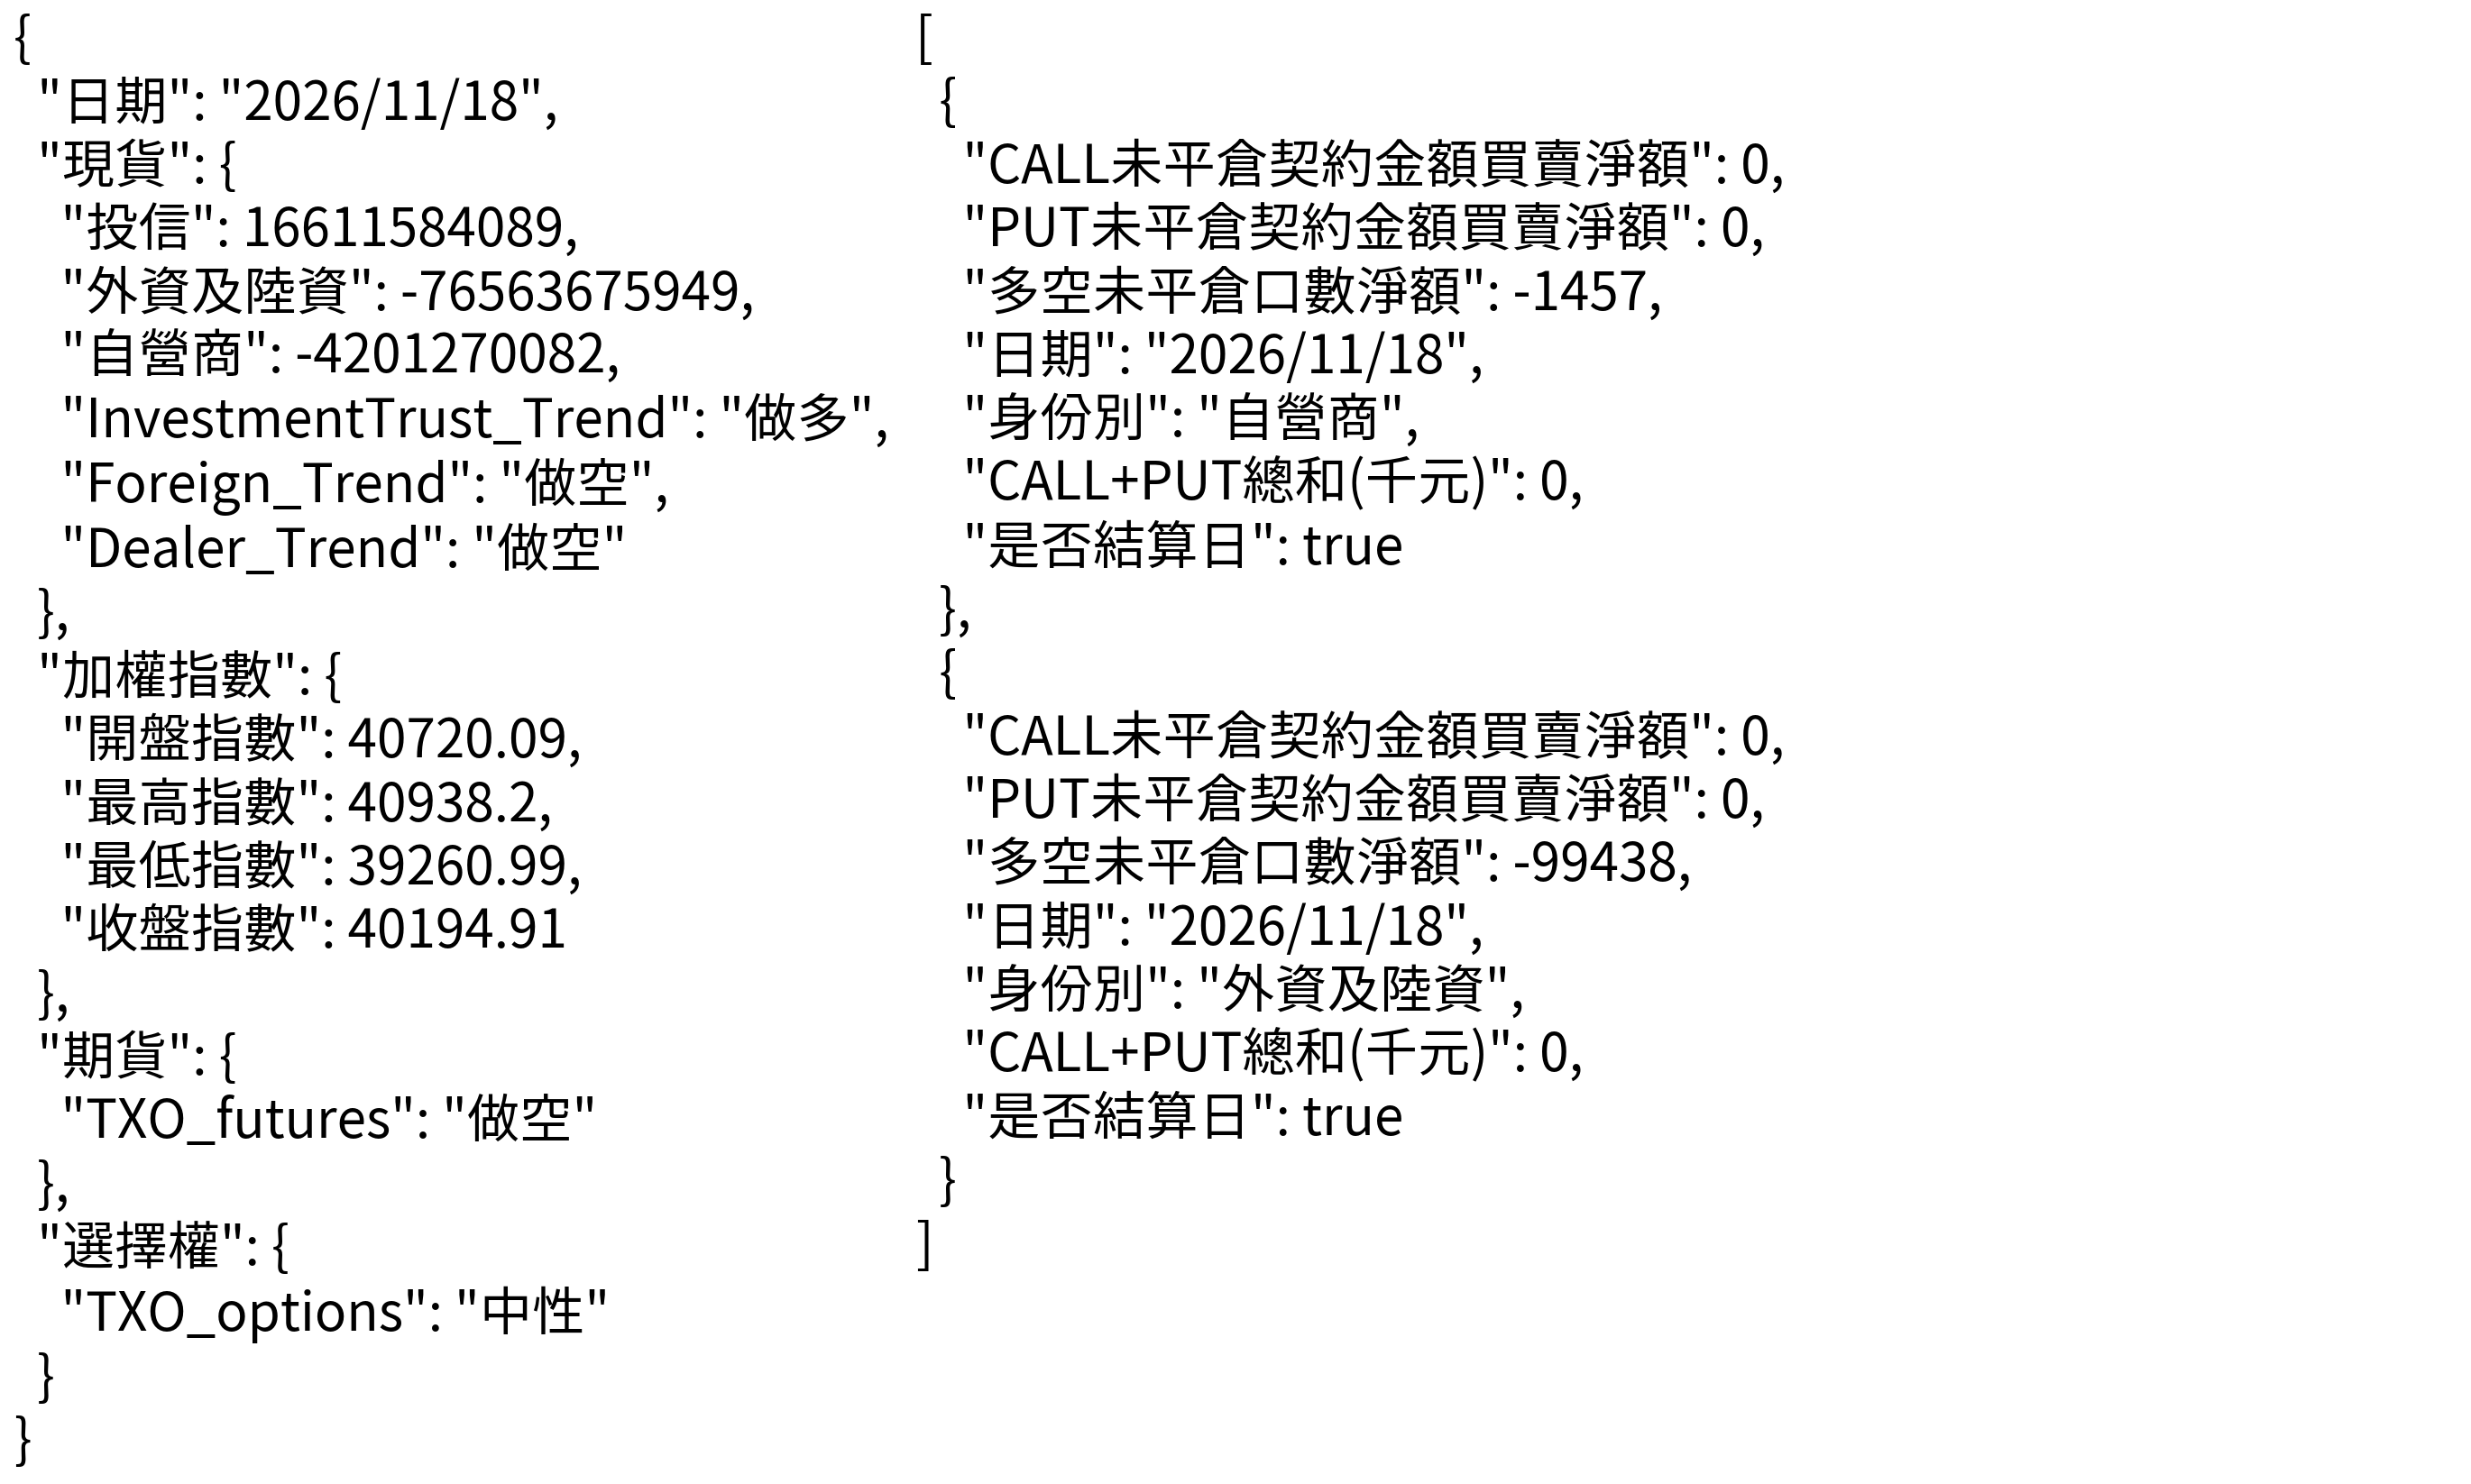 {
  "日期": "2026/11/18",
  "現貨": {
    "投信": 16611584089,
    "外資及陸資": -76563675949,
    "自營商": -4201270082,
    "InvestmentTrust_Trend": "做多",
    "Foreign_Trend": "做空",
    "Dealer_Trend": "做空"
  },
  "加權指數": {
    "開盤指數": 40720.09,
    "最高指數": 40938.2,
    "最低指數": 39260.99,
    "收盤指數": 40194.91
  },
  "期貨": {
    "TXO_futures": "做空"
  },
  "選擇權": {
    "TXO_options": "中性"
  }
}
[
  {
    "CALL未平倉契約金額買賣淨額": 0,
    "PUT未平倉契約金額買賣淨額": 0,
    "多空未平倉口數淨額": -1457,
    "日期": "2026/11/18",
    "身份別": "自營商",
    "CALL+PUT總和(千元)": 0,
    "是否結算日": true
  },
  {
    "CALL未平倉契約金額買賣淨額": 0,
    "PUT未平倉契約金額買賣淨額": 0,
    "多空未平倉口數淨額": -99438,
    "日期": "2026/11/18",
    "身份別": "外資及陸資",
    "CALL+PUT總和(千元)": 0,
    "是否結算日": true
  }
]